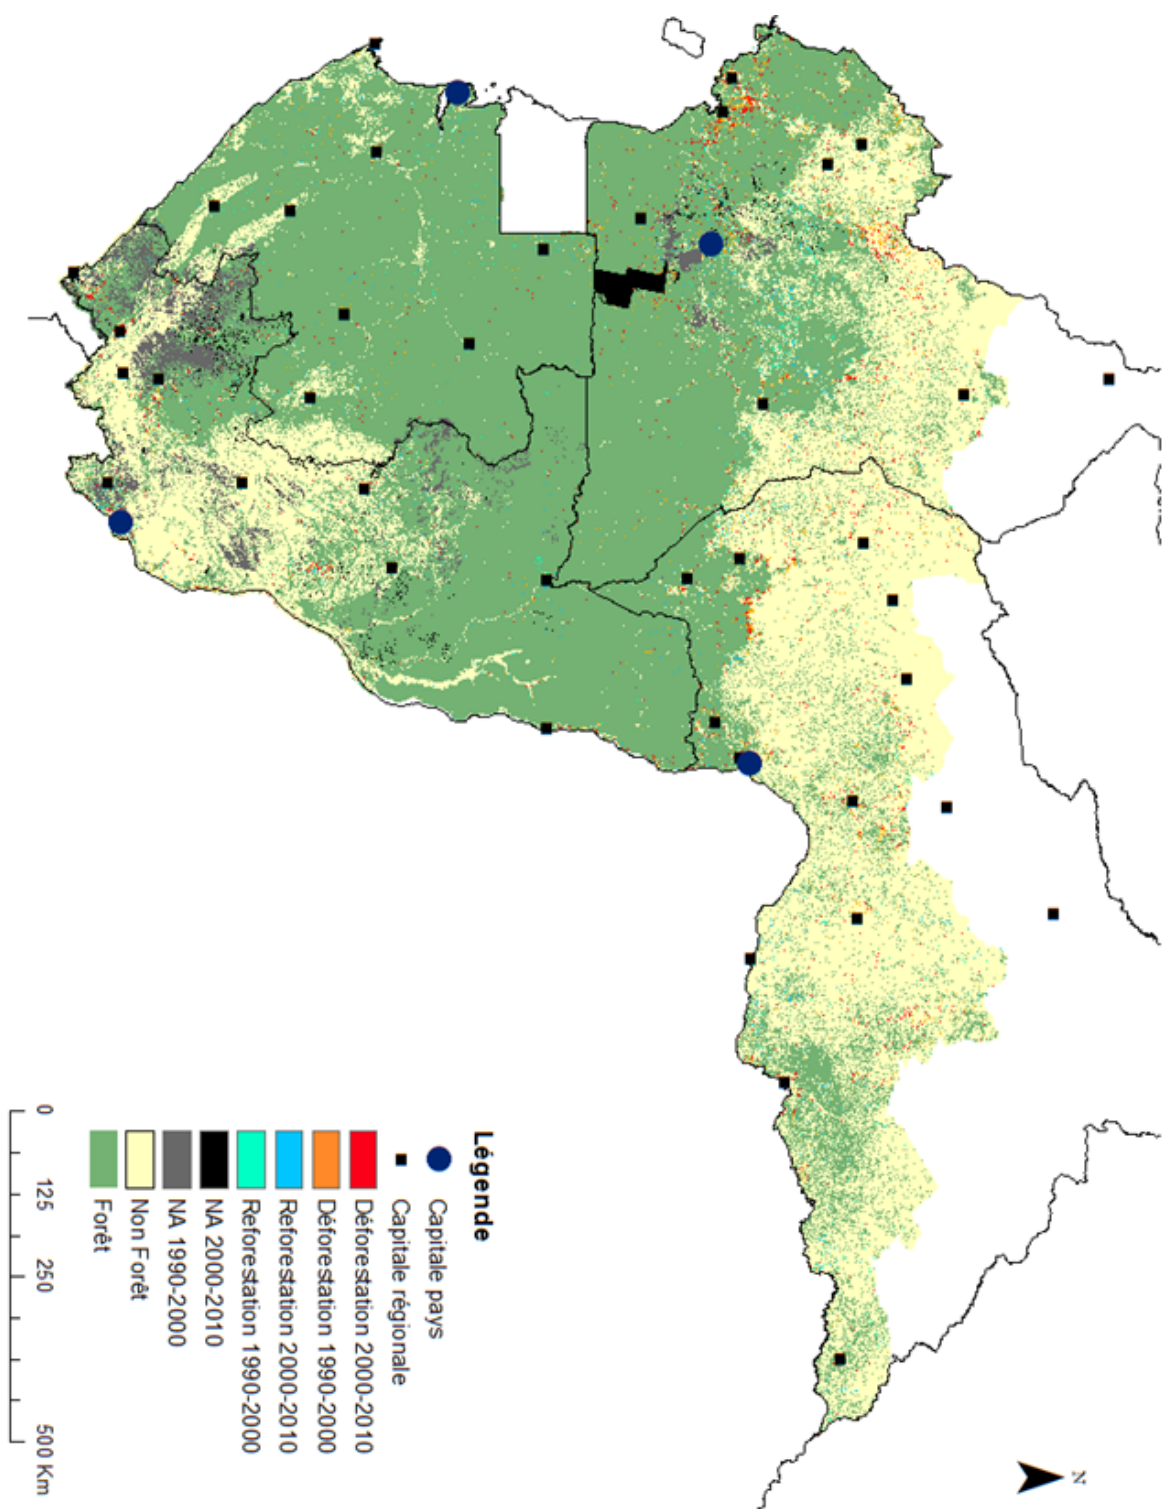 N
Légende
Capitale pays
Capitale régionale
Déforestation 2000-2010
Déforestation 1990-2000
Reforestation 2000-2010
Reforestation 1990-2000
NA 2000-2010
NA 1990-2000
Non Forêt
Forêt
0 125 250 500 Km